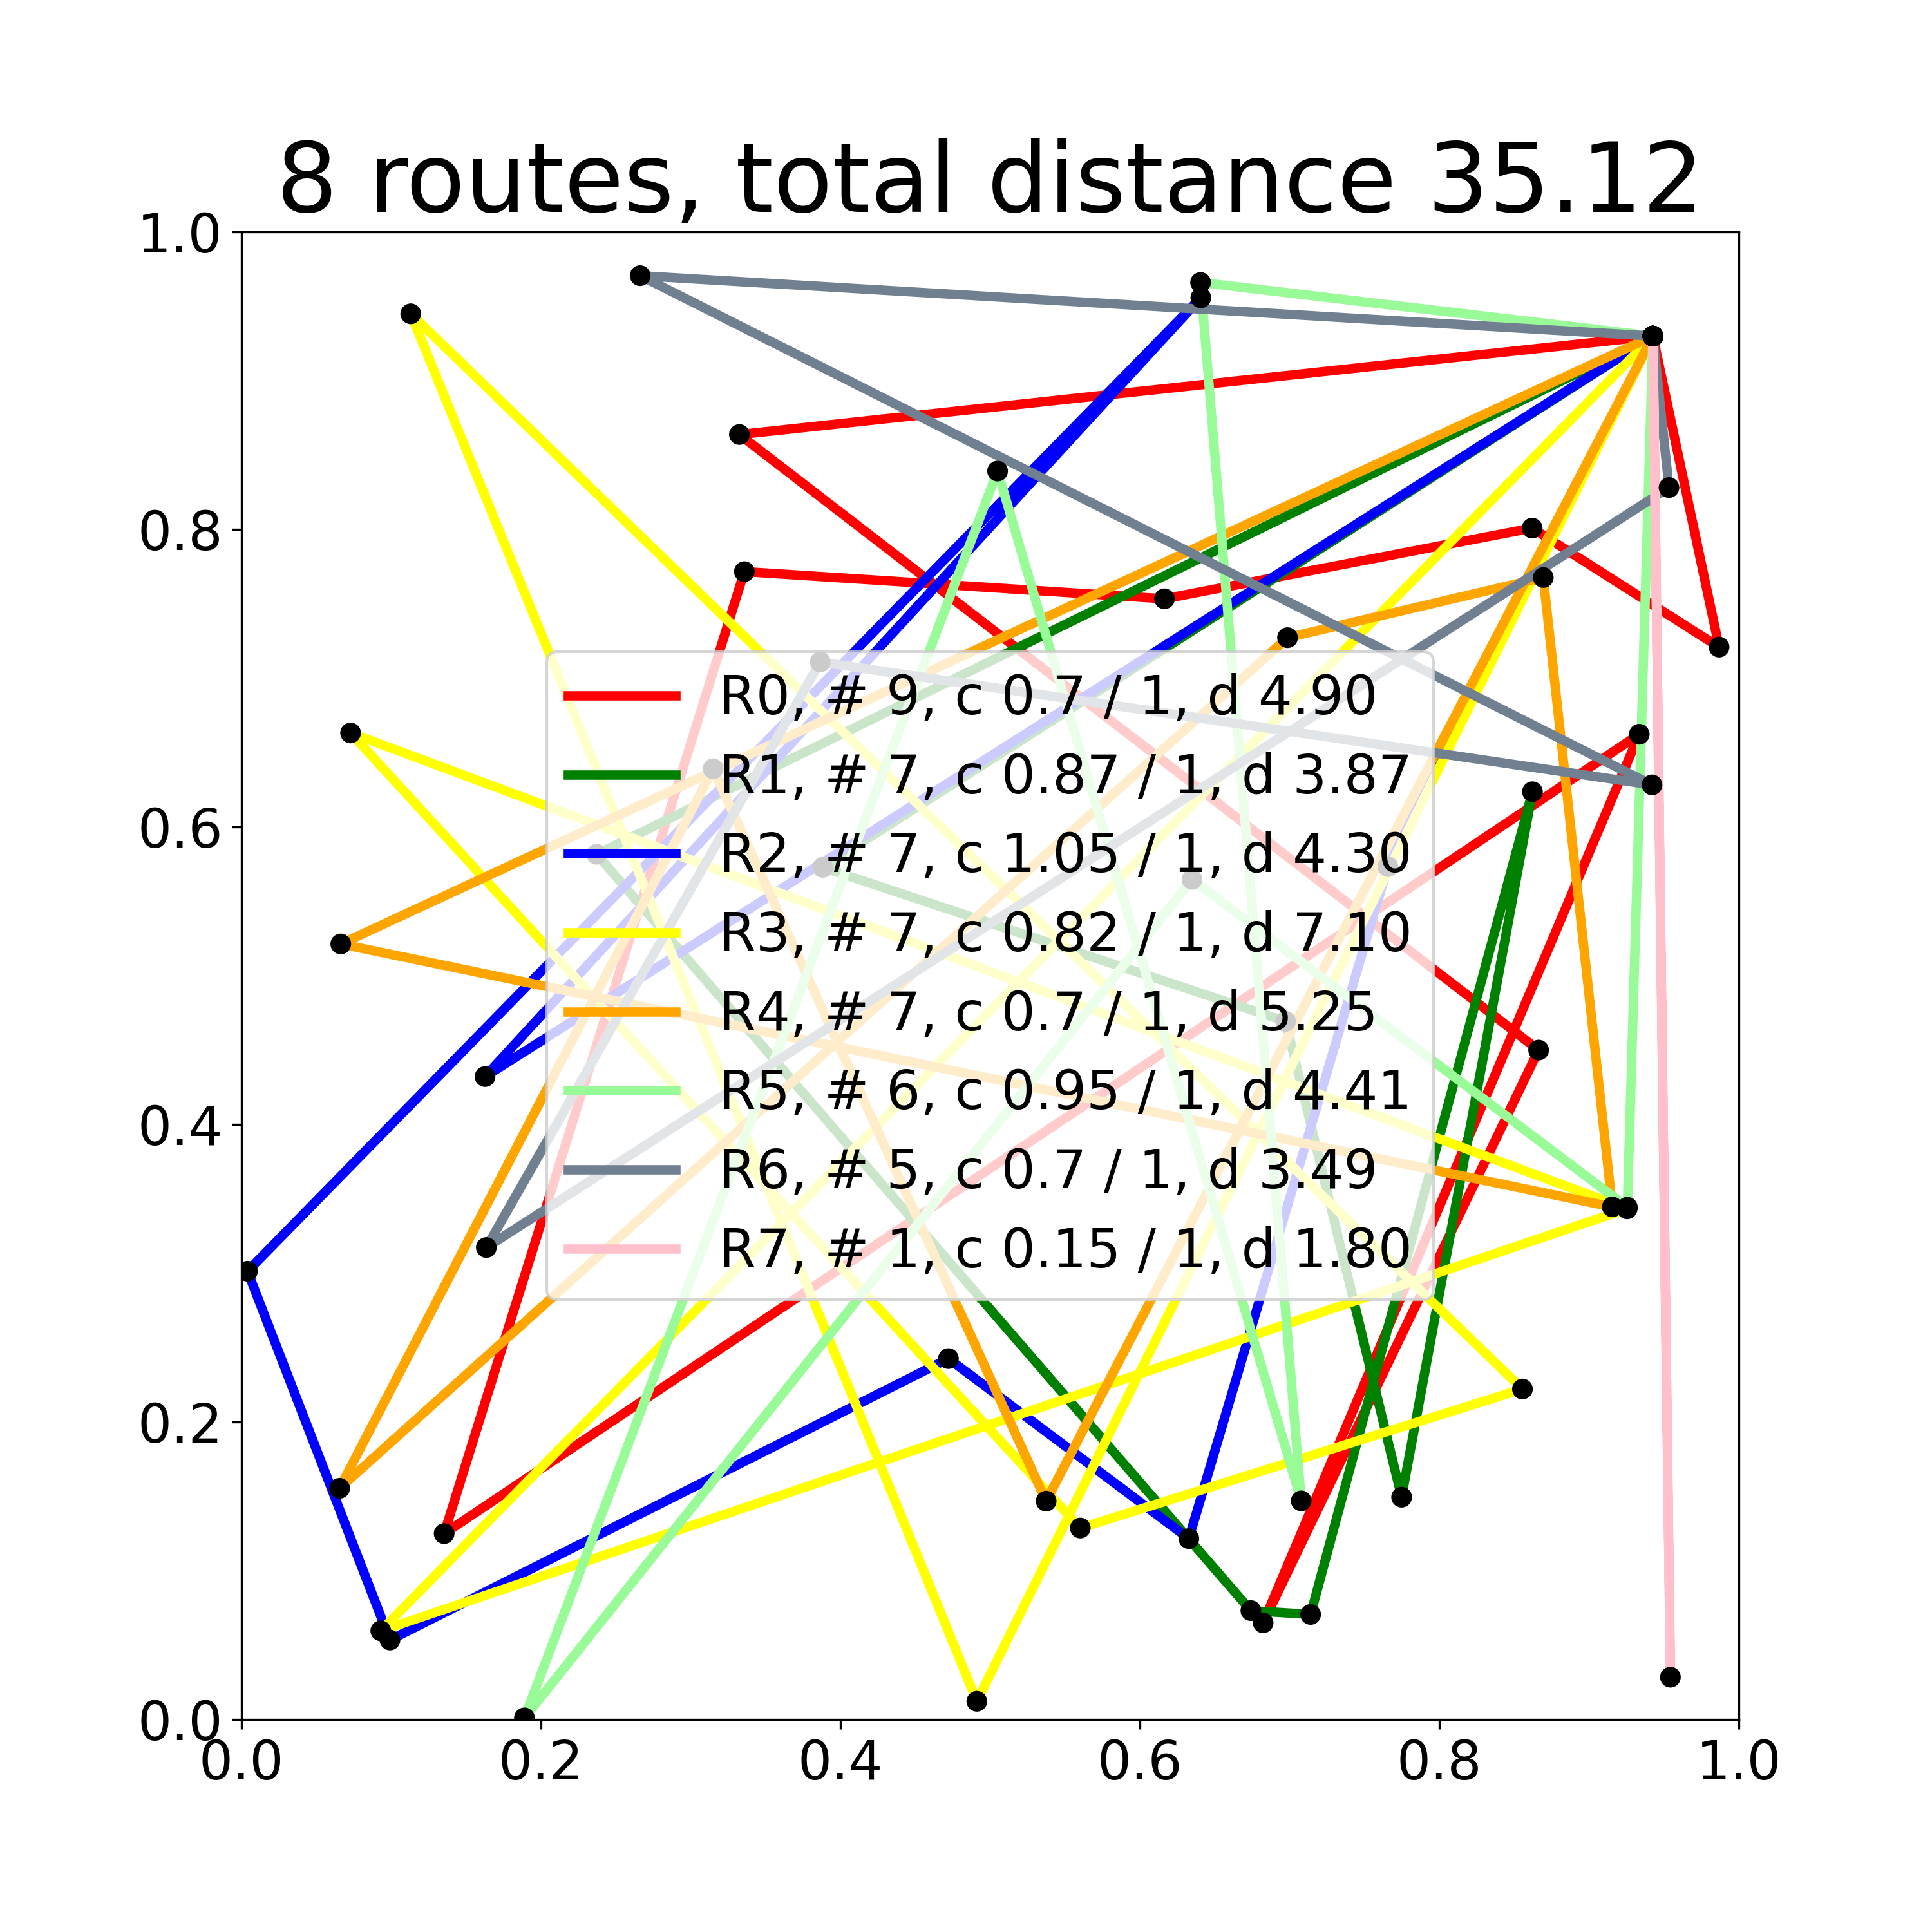 8 routes, total distance 35.12
1.0
0.8
0.6
0.4
0.2
0.0
R0, # 9, c 0.7 / 1, d 4.90
R1, # 7, c 0.87 / 1, d 3.87
R2, # 7, c 1.05 / 1, d 4.30
R3, # 7, c 0.82 / 1, d 7.10
R4, # 7, c 0.7 / 1, d 5.25
R5, # 6, c 0.95 / 1, d 4.41
R6, # 5, c 0.7 / 1, d 3.49
R7, # 1, c 0.15 / 1, d 1.80
0.0 0.2 0.4 0.6 0.8 1.0